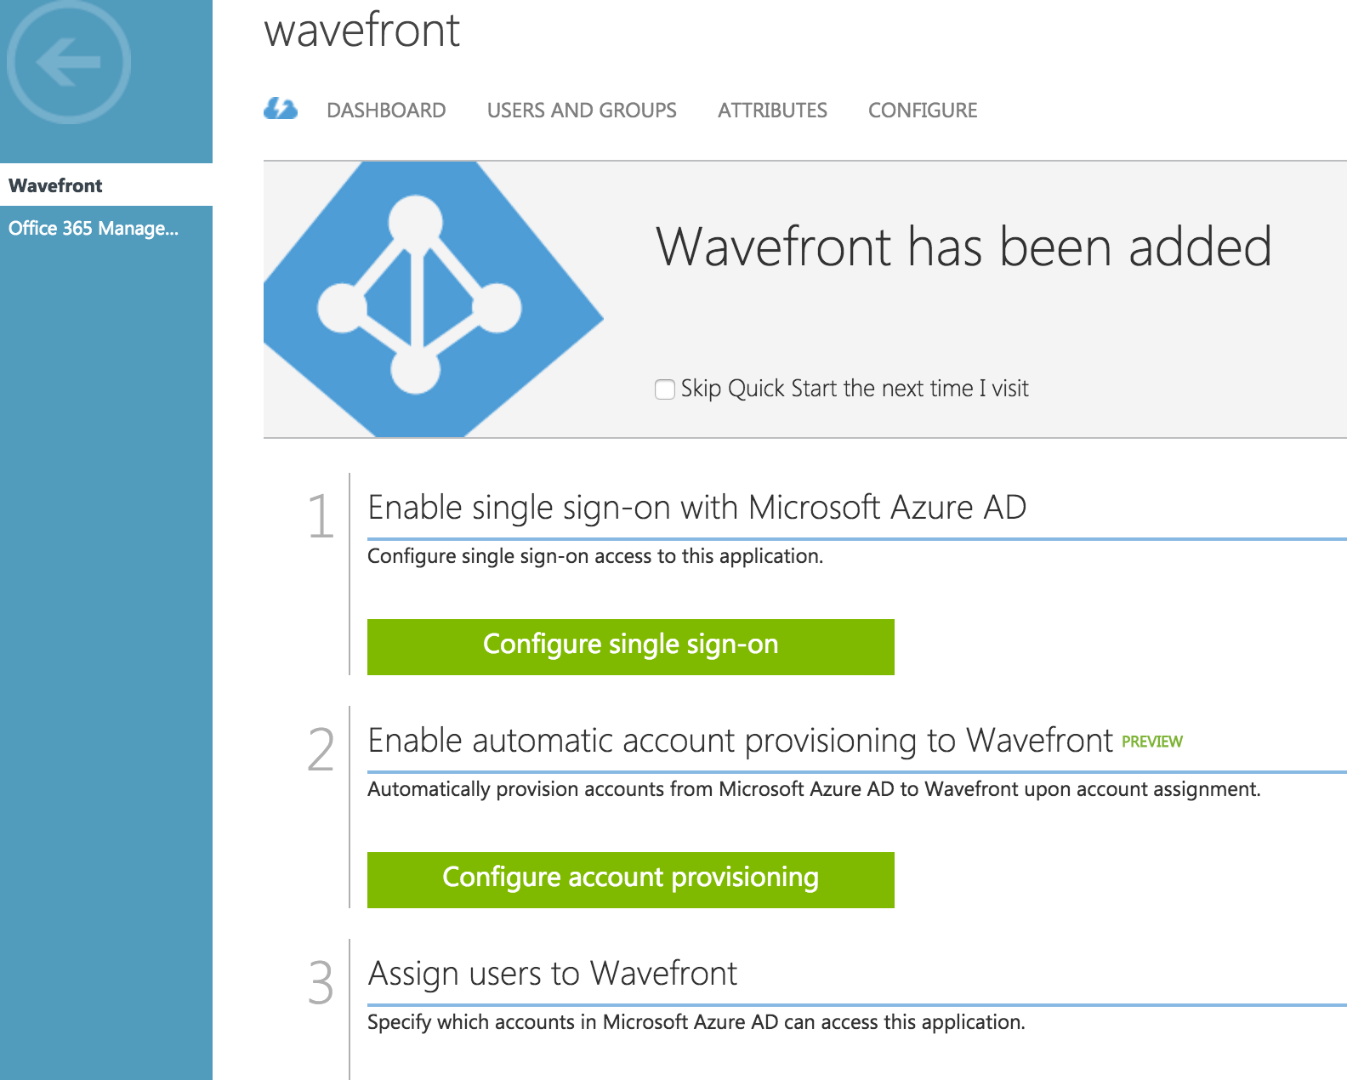 wavefront
DASHBOARD USERS AND GROUPS ATTRIBUTES CONFIGURE
Wavefront
Office 365 Manage...
Wavefront has been added
Skip Quick Start the next time I visit
1 Enable single sign-on with Microsoft Azure AD
Configure single sign-on access to this application.
Configure single sign-on
2 Enable automatic account provisioning to Wavefront PREVIEW
Automatically provision accounts from Microsoft Azure AD to Wavefront upon account assignment.
Configure account provisioning
3 Assign users to Wavefront
Specify which accounts in Microsoft Azure AD can access this application.